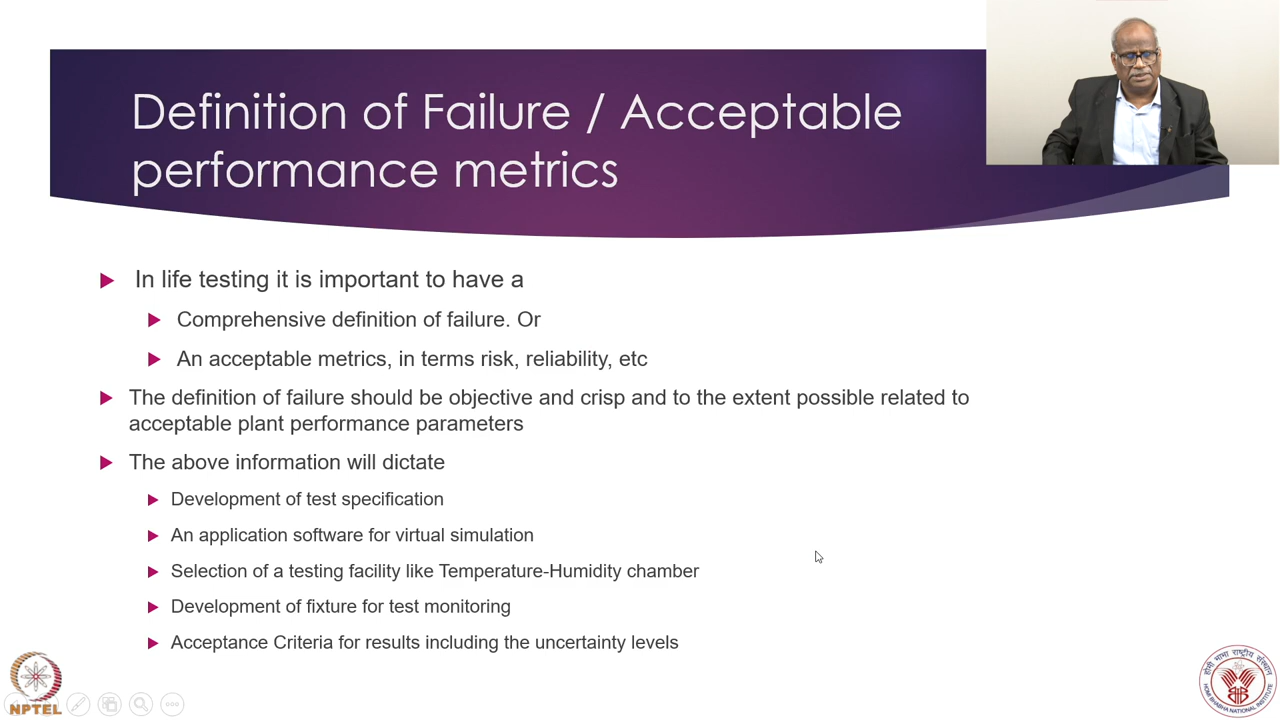 Definition of Failure / Acceptable
performance metrics
In life testing it is important to have a
Comprehensive definition of failure. Or
An acceptable metrics, in terms risk, reliability, etc
The definition of failure should be objective and crisp and to the extent possible related to
acceptable plant performance parameters
The above information will dictate
Development of test specification
An application software for virtual simulation
Selection of a testing facility like Temperature-Humidity chamber
Development of fixture for test monitoring
Acceptance Criteria for results including the uncertainty levels
NPTEL
होमी भाभा राष्ट्रीय संस्थान
HOMI BHABHA NATIONAL INSTITUTE